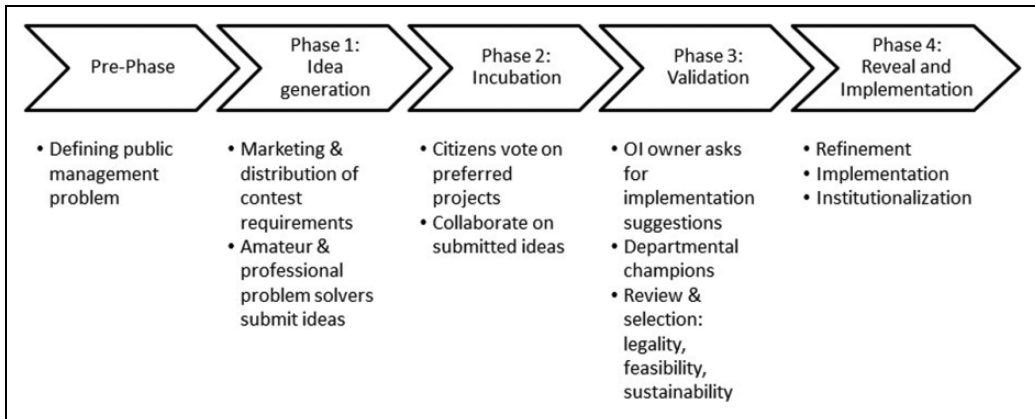 Pre-Phase
Phase 1:
Idea
generation
Phase 2:
Incubation
Phase 3:
Validation
Phase 4:
Reveal and
Implementation
• Defining public
management
problem
• Marketing &
distribution of
contest
requirements
• Amateur &
professional
problem solvers
submit ideas
• Citizens vote on
preferred
projects
• Collaborate on
submitted ideas
• OI owner asks
for
implementation
suggestions
• Departmental
champions
• Review &
selection:
legality,
feasibility,
sustainability
• Refinement
• Implementation
• Institutionalization